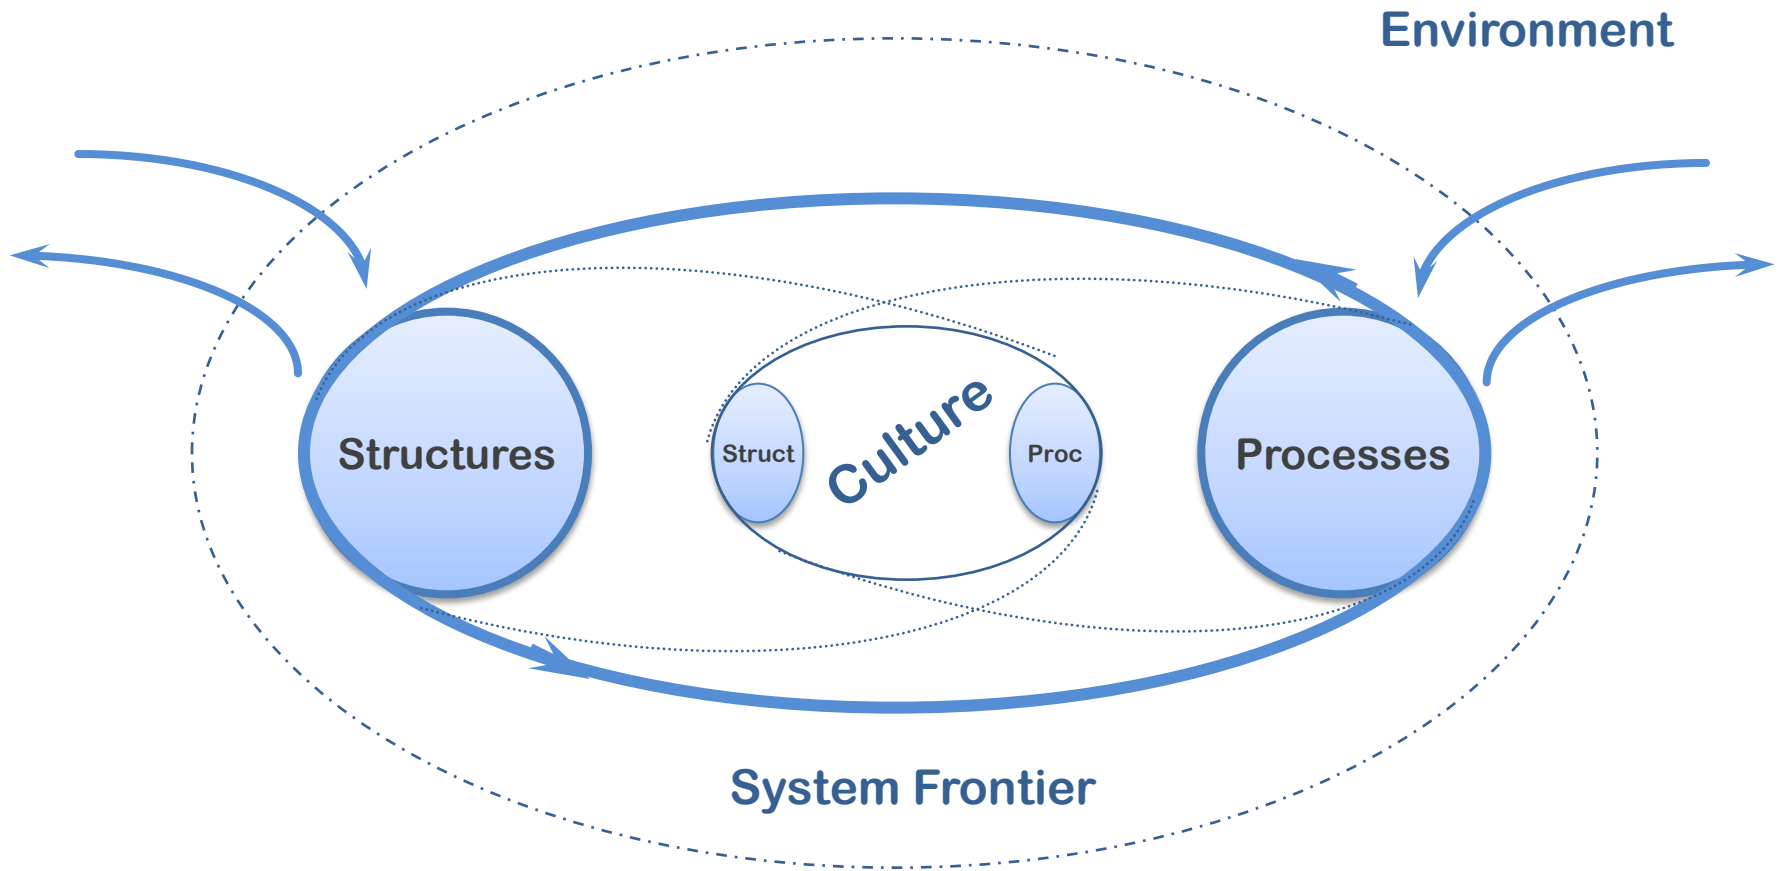 Environment
Structures
Struct
Culture
Proc
Processes
System Frontier